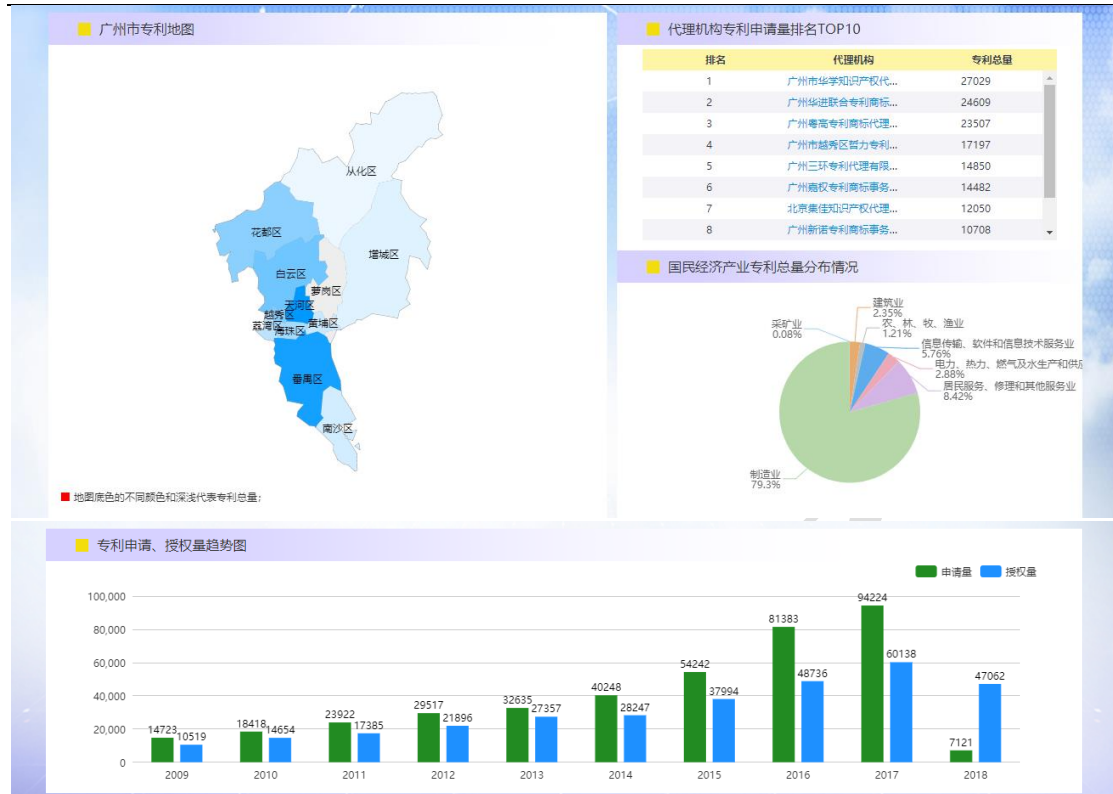 广州市专利地图
从化区
花都区
增城区
白云区
萝岗区
天河区
越秀区
荔湾区
黄埔区
海珠区
番禺区
南沙区
地图底色的不同颜色和深浅代表专利总量;
代理机构专利申请量排名TOP10
排名 代理机构 专利总量
1 广州市华学知识产权代... 27029
2 广州华进联合专利商标... 24609
3 广州粤高专利商标代理... 23507
4 广州市越秀区哲力专利... 17197
5 广州三环专利代理有限... 14850
6 广州嘉权专利商标事务... 14482
7 北京集佳知识产权代理... 12050
8 广州新诺专利商标事务... 10708
国民经济产业专利总量分布情况
建筑业
2.35%
采矿业
0.08%
农、林、牧、渔业
1.21%
信息传输、软件和信息技术服务业
5.76%
电力、热力、燃气及水生产和供应
2.88%
居民服务、修理和其他服务业
8.42%
制造业
79.3%
专利申请、授权量趋势图
申请量 授权量
100,000
80,000
60,000
40,000
20,000
0
14723 10519
18418 14654
23922 17385
29517 21896
32635 27357
40248 28247
54242 37994
81383 48736
94224 60138
7121 47062
2009 2010 2011 2012 2013 2014 2015 2016 2017 2018